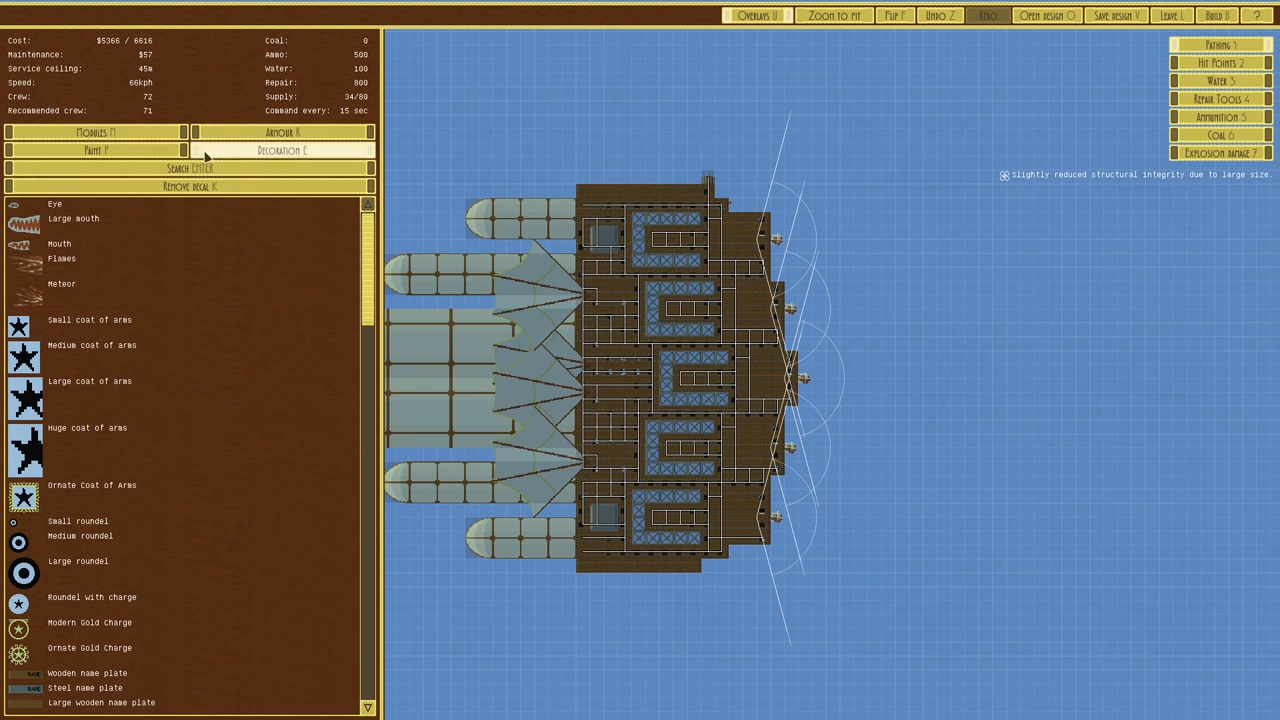 Overlays U
Zoom to fit
Flip F
Undo Z
Redo
Open design O
Save design V
Leave L
Build B
?
Cost: $5366 / 6616
Maintenance: $57
Service ceiling: 45m
Speed: 66kph
Crew: 72
Recommended crew: 71
Coal: 0
Ammo: 500
Water: 100
Repair: 800
Supply: 34/80
Command every: 15 sec
Modules M
Armour R
Paint P
Decoration E
Search ENTER
Remove decal K
Eye
Large mouth
Mouth
Flames
Meteor
Small coat of arms
Medium coat of arms
Large coat of arms
Huge coat of arms
Ornate Coat of Arms
Small roundel
Medium roundel
Large roundel
Roundel with charge
Modern Gold Charge
Ornate Gold Charge
NAME Wooden name plate
NAME Steel name plate
Large wooden name plate
Pathing 1
Hit Points 2
Water 3
Repair Tools 4
Ammunition 5
Coal 6
Explosion damage 7
Slightly reduced structural integrity due to large size.